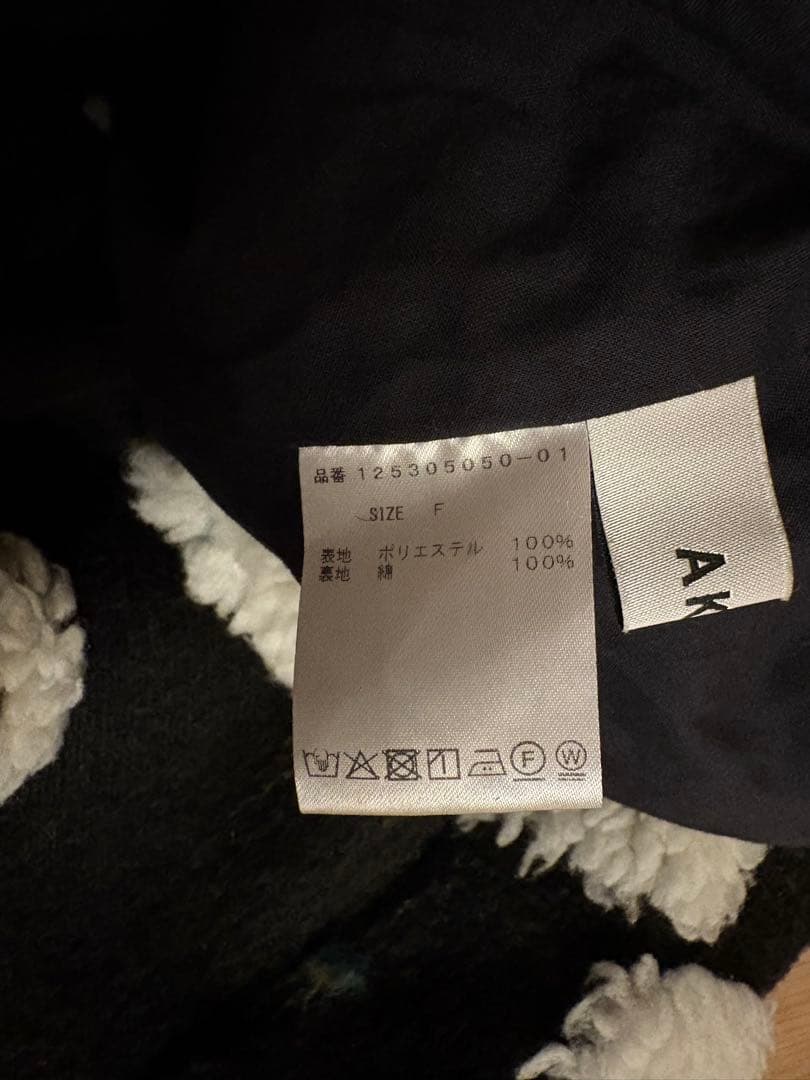 品番 125305050-01
SIZE F
表地 ポリエステル 100%
裏地 綿 100%
F W
AK